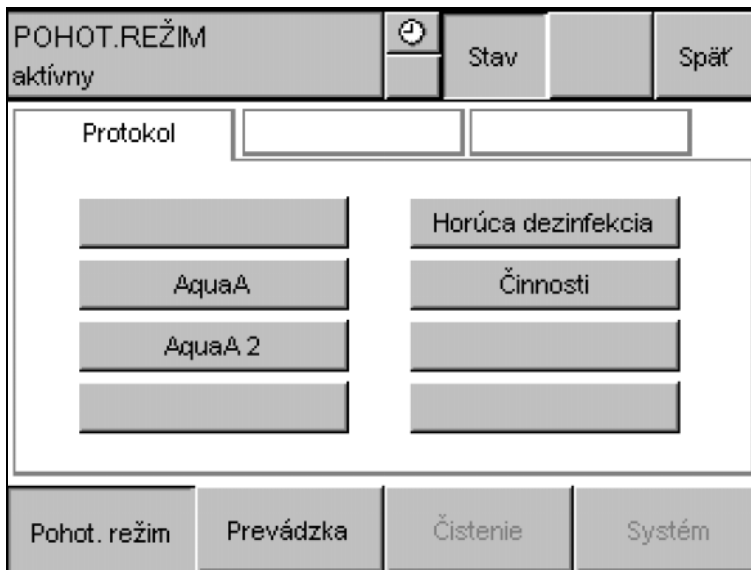 POHOT.REŽIM
aktívny
Stav
Späť
Protokol
Horúca dezinfekcia
AquaA
Činnosti
AquaA 2
Pohot. režim
Prevádzka
Čistenie
Systém